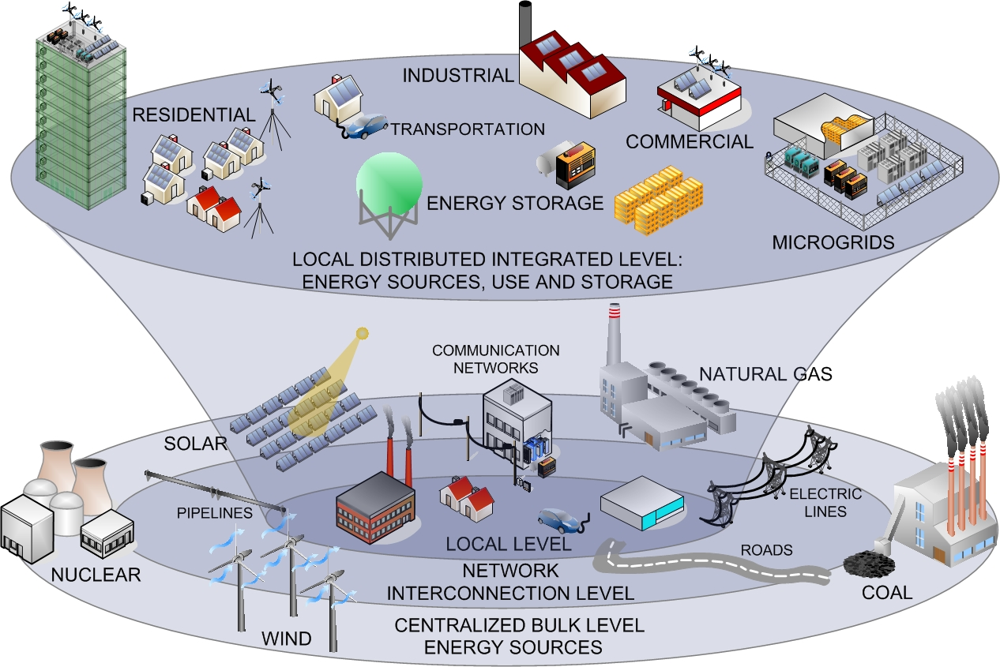 INDUSTRIAL
RESIDENTIAL
TRANSPORTATION
COMMERCIAL
ENERGY STORAGE
MICROGRIDS
LOCAL DISTRIBUTED INTEGRATED LEVEL:
ENERGY SOURCES, USE AND STORAGE
COMMUNICATION
NETWORKS
NATURAL GAS
SOLAR
ELECTRIC
LINES
PIPELINES
LOCAL LEVEL
ROADS
NUCLEAR
NETWORK
INTERCONNECTION LEVEL
COAL
CENTRALIZED BULK LEVEL
ENERGY SOURCES
WIND